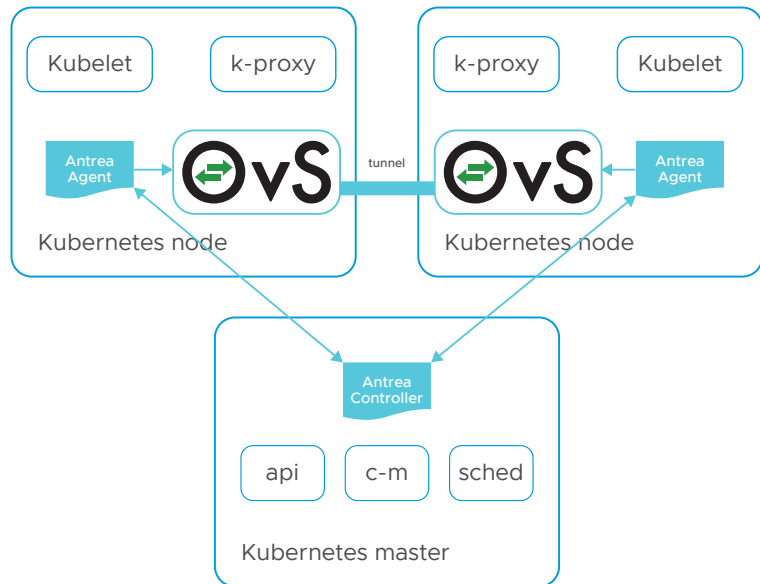 Kubelet
k-proxy
Antrea
Agent
OvS
Kubernetes node
tunnel
k-proxy
Kubelet
OvS
Antrea
Agent
Kubernetes node
Antrea
Controller
api
c-m
sched
Kubernetes master